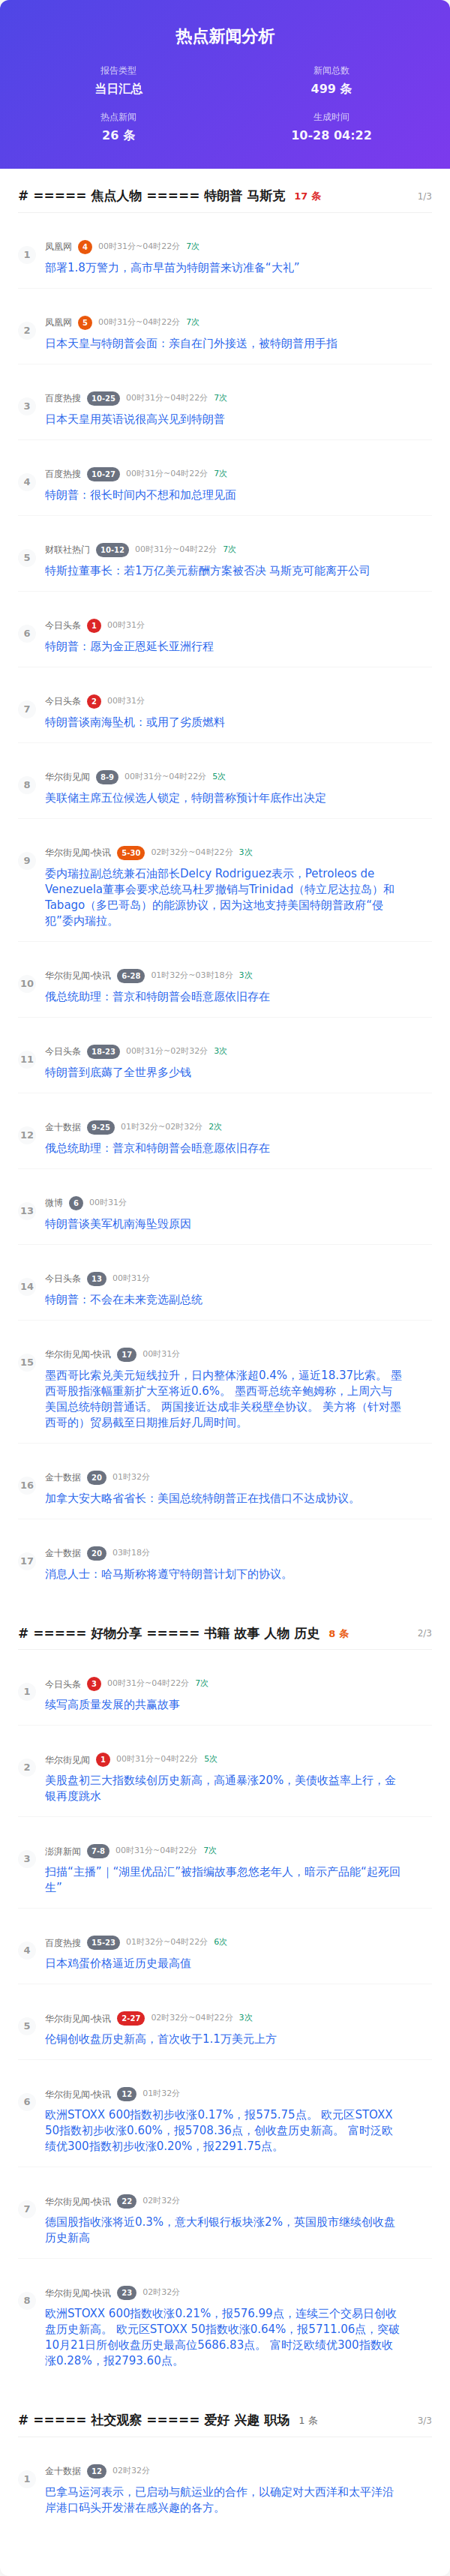 热点新闻分析
报告类型
新闻总数
当日汇总
499 条
热点新闻
生成时间
26 条
10-28 04:22
# ===== 焦点人物 ===== 特朗普 马斯克 17 条 1/3
1
凤凰网 4 00时31分~04时22分 7次
部署1.8万警力，高市早苗为特朗普来访准备“大礼”
2
凤凰网 5 00时31分~04时22分 7次
日本天皇与特朗普会面：亲自在门外接送，被特朗普用手指
3
百度热搜 10-25 00时31分~04时22分 7次
日本天皇用英语说很高兴见到特朗普
4
百度热搜 10-27 00时31分~04时22分 7次
特朗普：很长时间内不想和加总理见面
5
财联社热门 10-12 00时31分~04时22分 7次
特斯拉董事长：若1万亿美元薪酬方案被否决 马斯克可能离开公司
6
今日头条 1 00时31分
特朗普：愿为金正恩延长亚洲行程
7
今日头条 2 00时31分
特朗普谈南海坠机：或用了劣质燃料
8
华尔街见闻 8-9 00时31分~04时22分 5次
美联储主席五位候选人锁定，特朗普称预计年底作出决定
9
华尔街见闻-快讯 5-30 02时32分~04时22分 3次
委内瑞拉副总统兼石油部长Delcy Rodriguez表示，Petroleos de
Venezuela董事会要求总统马杜罗撤销与Trinidad（特立尼达拉岛）和
Tabago（多巴哥岛）的能源协议，因为这地支持美国特朗普政府“侵
犯”委内瑞拉。
10
华尔街见闻-快讯 6-28 01时32分~03时18分 3次
俄总统助理：普京和特朗普会晤意愿依旧存在
11
今日头条 18-23 00时31分~02时32分 3次
特朗普到底薅了全世界多少钱
12
金十数据 9-25 01时32分~02时32分 2次
俄总统助理：普京和特朗普会晤意愿依旧存在
13
微博 6 00时31分
特朗普谈美军机南海坠毁原因
14
今日头条 13 00时31分
特朗普：不会在未来竞选副总统
15
华尔街见闻-快讯 17 00时31分
墨西哥比索兑美元短线拉升，日内整体涨超0.4%，逼近18.37比索。 墨
西哥股指涨幅重新扩大至将近0.6%。 墨西哥总统辛鲍姆称，上周六与
美国总统特朗普通话。 两国接近达成非关税壁垒协议。 美方将（针对墨
西哥的）贸易截至日期推后好几周时间。
16
金十数据 20 01时32分
加拿大安大略省省长：美国总统特朗普正在找借口不达成协议。
17
金十数据 20 03时18分
消息人士：哈马斯称将遵守特朗普计划下的协议。
# ===== 好物分享 ===== 书籍 故事 人物 历史 8 条 2/3
1
今日头条 3 00时31分~04时22分 7次
续写高质量发展的共赢故事
2
华尔街见闻 1 00时31分~04时22分 5次
美股盘初三大指数续创历史新高，高通暴涨20%，美债收益率上行，金
银再度跳水
3
澎湃新闻 7-8 00时31分~04时22分 7次
扫描“主播”｜“湖里优品汇”被指编故事忽悠老年人，暗示产品能“起死回
生”
4
百度热搜 15-23 01时32分~04时22分 6次
日本鸡蛋价格逼近历史最高值
5
华尔街见闻-快讯 2-27 02时32分~04时22分 3次
伦铜创收盘历史新高，首次收于1.1万美元上方
6
华尔街见闻-快讯 12 01时32分
欧洲STOXX 600指数初步收涨0.17%，报575.75点。 欧元区STOXX
50指数初步收涨0.60%，报5708.36点，创收盘历史新高。 富时泛欧
绩优300指数初步收涨0.20%，报2291.75点。
7
华尔街见闻-快讯 22 02时32分
德国股指收涨将近0.3%，意大利银行板块涨2%，英国股市继续创收盘
历史新高
8
华尔街见闻-快讯 23 02时32分
欧洲STOXX 600指数收涨0.21%，报576.99点，连续三个交易日创收
盘历史新高。 欧元区STOXX 50指数收涨0.64%，报5711.06点，突破
10月21日所创收盘历史最高位5686.83点。 富时泛欧绩优300指数收
涨0.28%，报2793.60点。
# ===== 社交观察 ===== 爱好 兴趣 职场 1 条 3/3
1
金十数据 12 02时32分
巴拿马运河表示，已启动与航运业的合作，以确定对大西洋和太平洋沿
岸港口码头开发潜在感兴趣的各方。